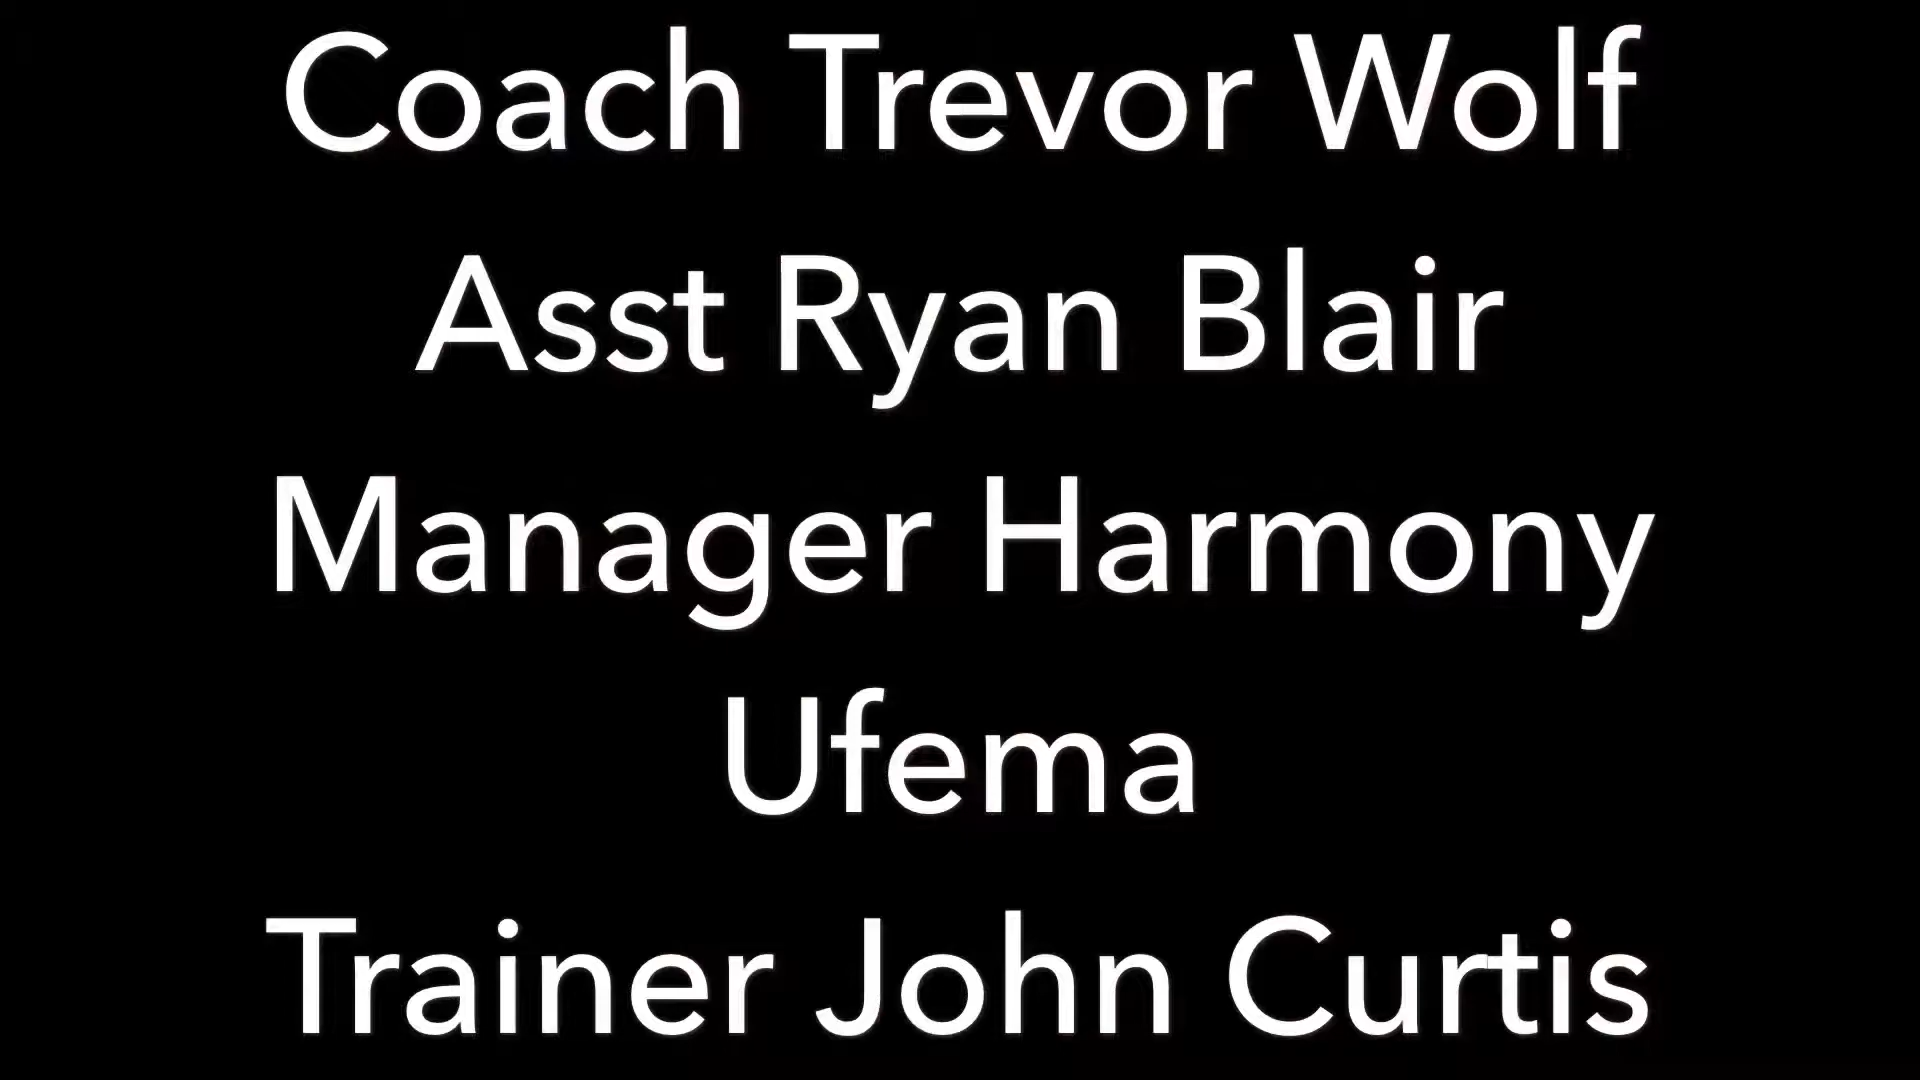 Coach Trevor Wolf
Asst Ryan Blair
Manager Harmony
Ufema
Trainer John Curtis